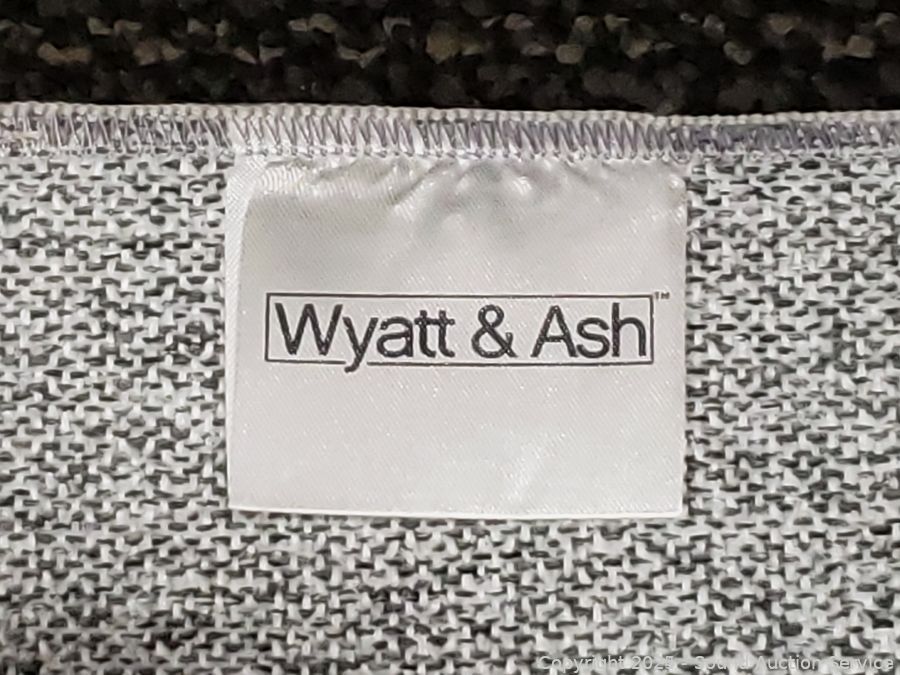 Wyatt & Ash™
Copyright 2025 - Sound Auction Service